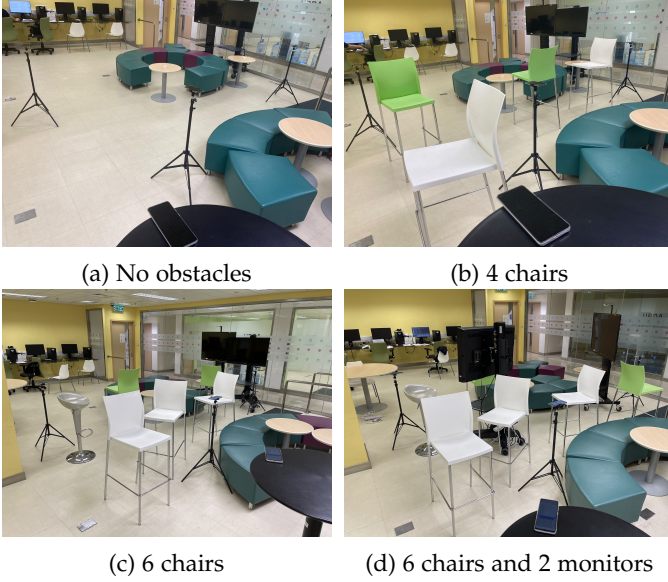 (a) No obstacles
(b) 4 chairs
(c) 6 chairs
(d) 6 chairs and 2 monitors